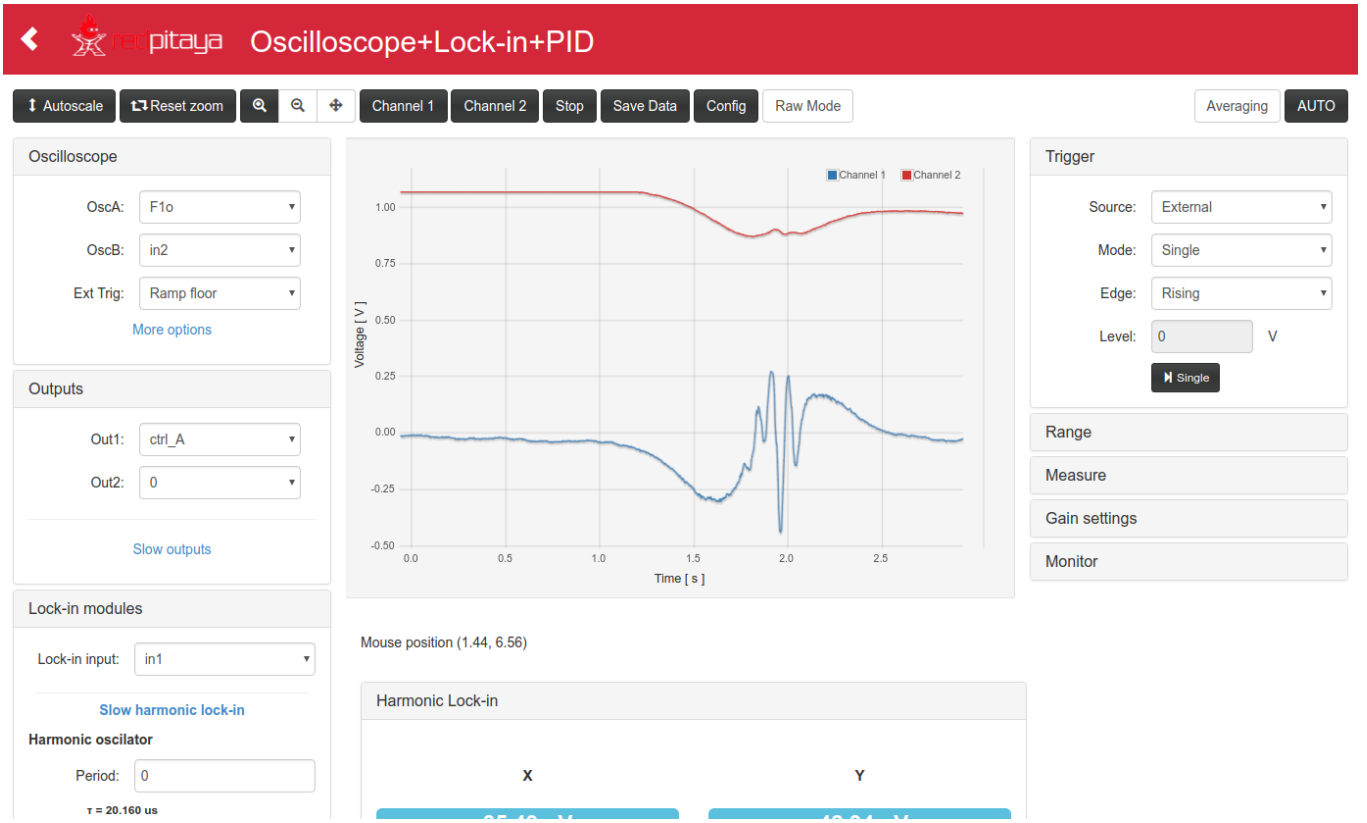 redpitaya Oscilloscope+Lock-in+PID
Autoscale Reset zoom Channel 1 Channel 2 Stop Save Data Config Raw Mode Averaging AUTO
Oscilloscope
OscA: F1o
OscB: in2
Ext Trig: Ramp floor
More options
Outputs
Out1: ctrl_A
Out2: 0
Slow outputs
Lock-in modules
Lock-in input: in1
Slow harmonic lock-in
Harmonic oscilator
Period: 0
τ = 20.160 us
Channel 1 Channel 2
1.00
0.75
0.50
0.25
0.00
-0.25
-0.50
Voltage [ V ]
0.0 0.5 1.0 1.5 2.0 2.5
Time [ s ]
Mouse position (1.44, 6.56)
Harmonic Lock-in
X Y
Trigger
Source: External
Mode: Single
Edge: Rising
Level: 0 V
Single
Range
Measure
Gain settings
Monitor